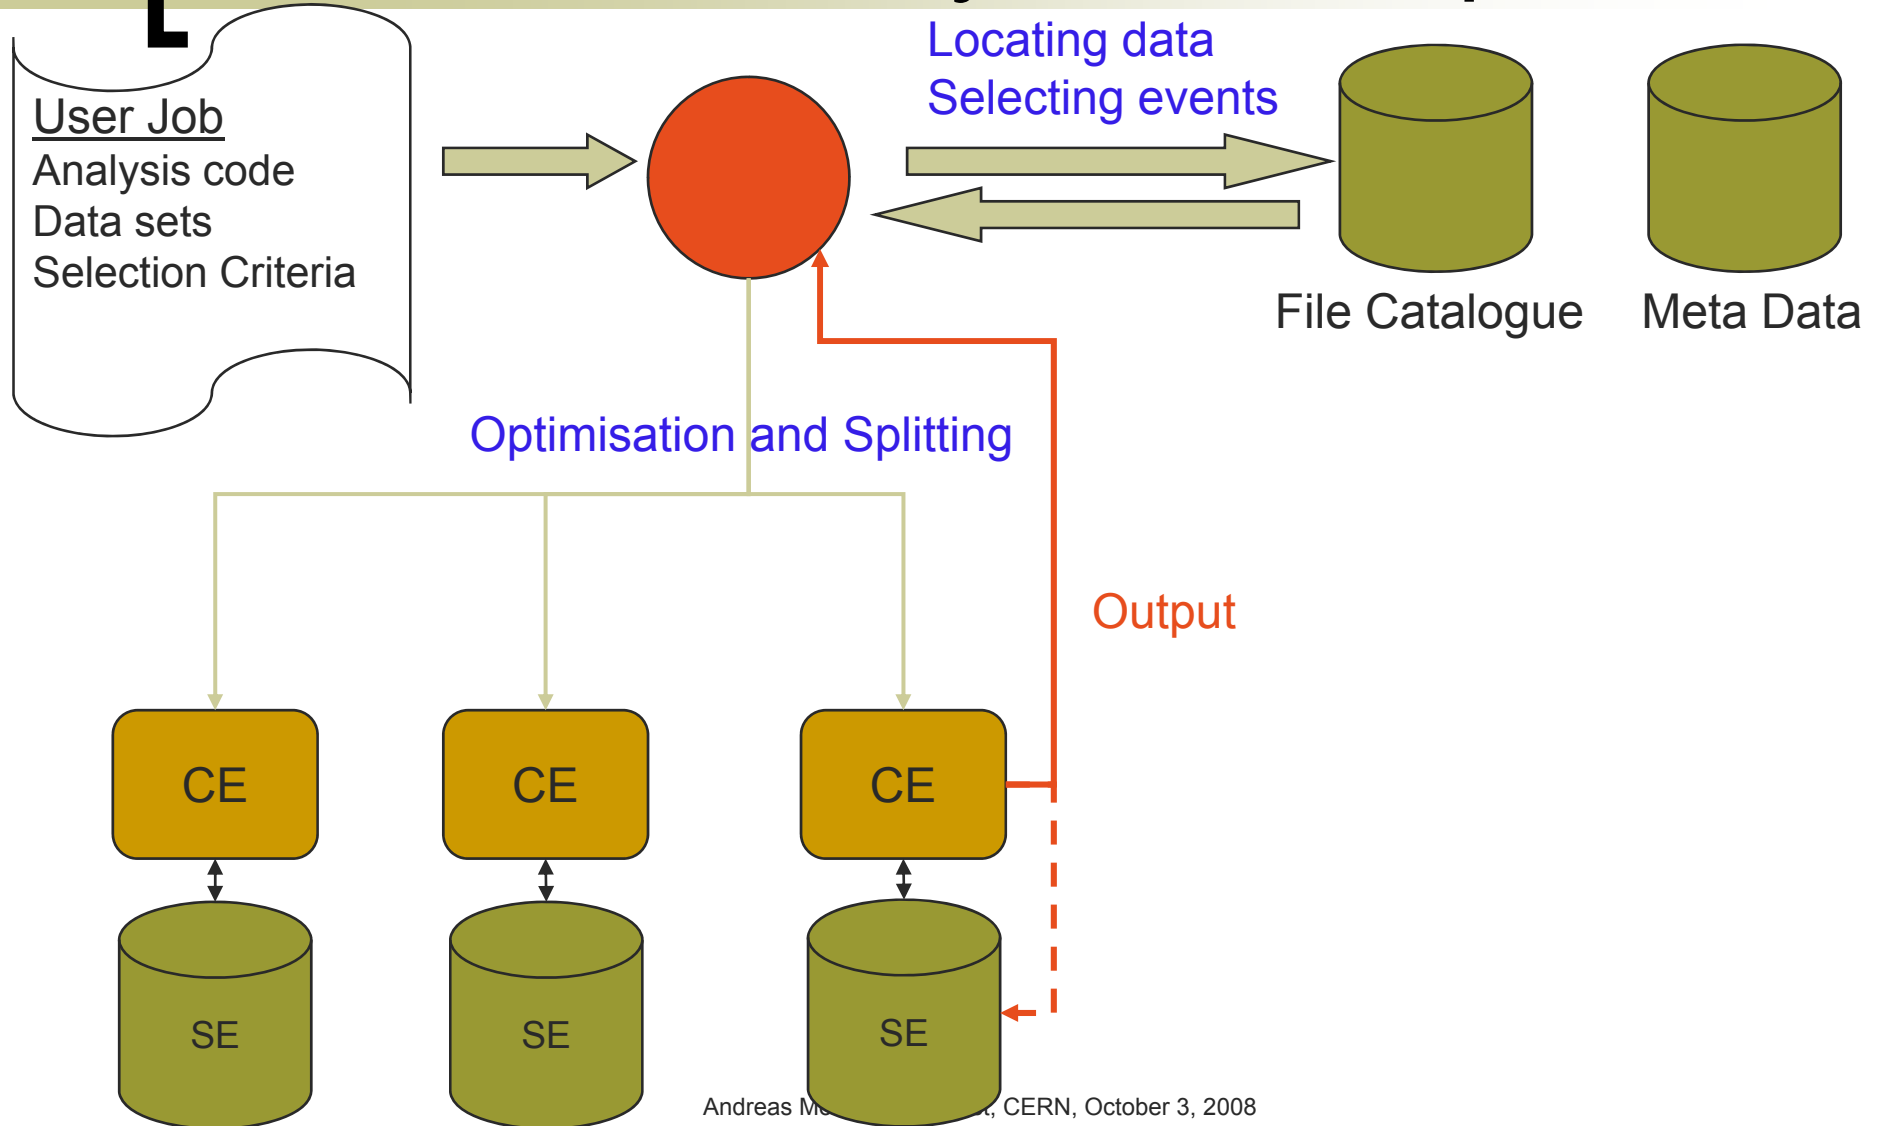 Locating data
Selecting events
User Job
Analysis code
Data sets
Selection Criteria
File Catalogue
Meta Data
Optimisation and Splitting
Output
CE
CE
CE
SE
SE
SE
Andreas CERN, October 3, 2008